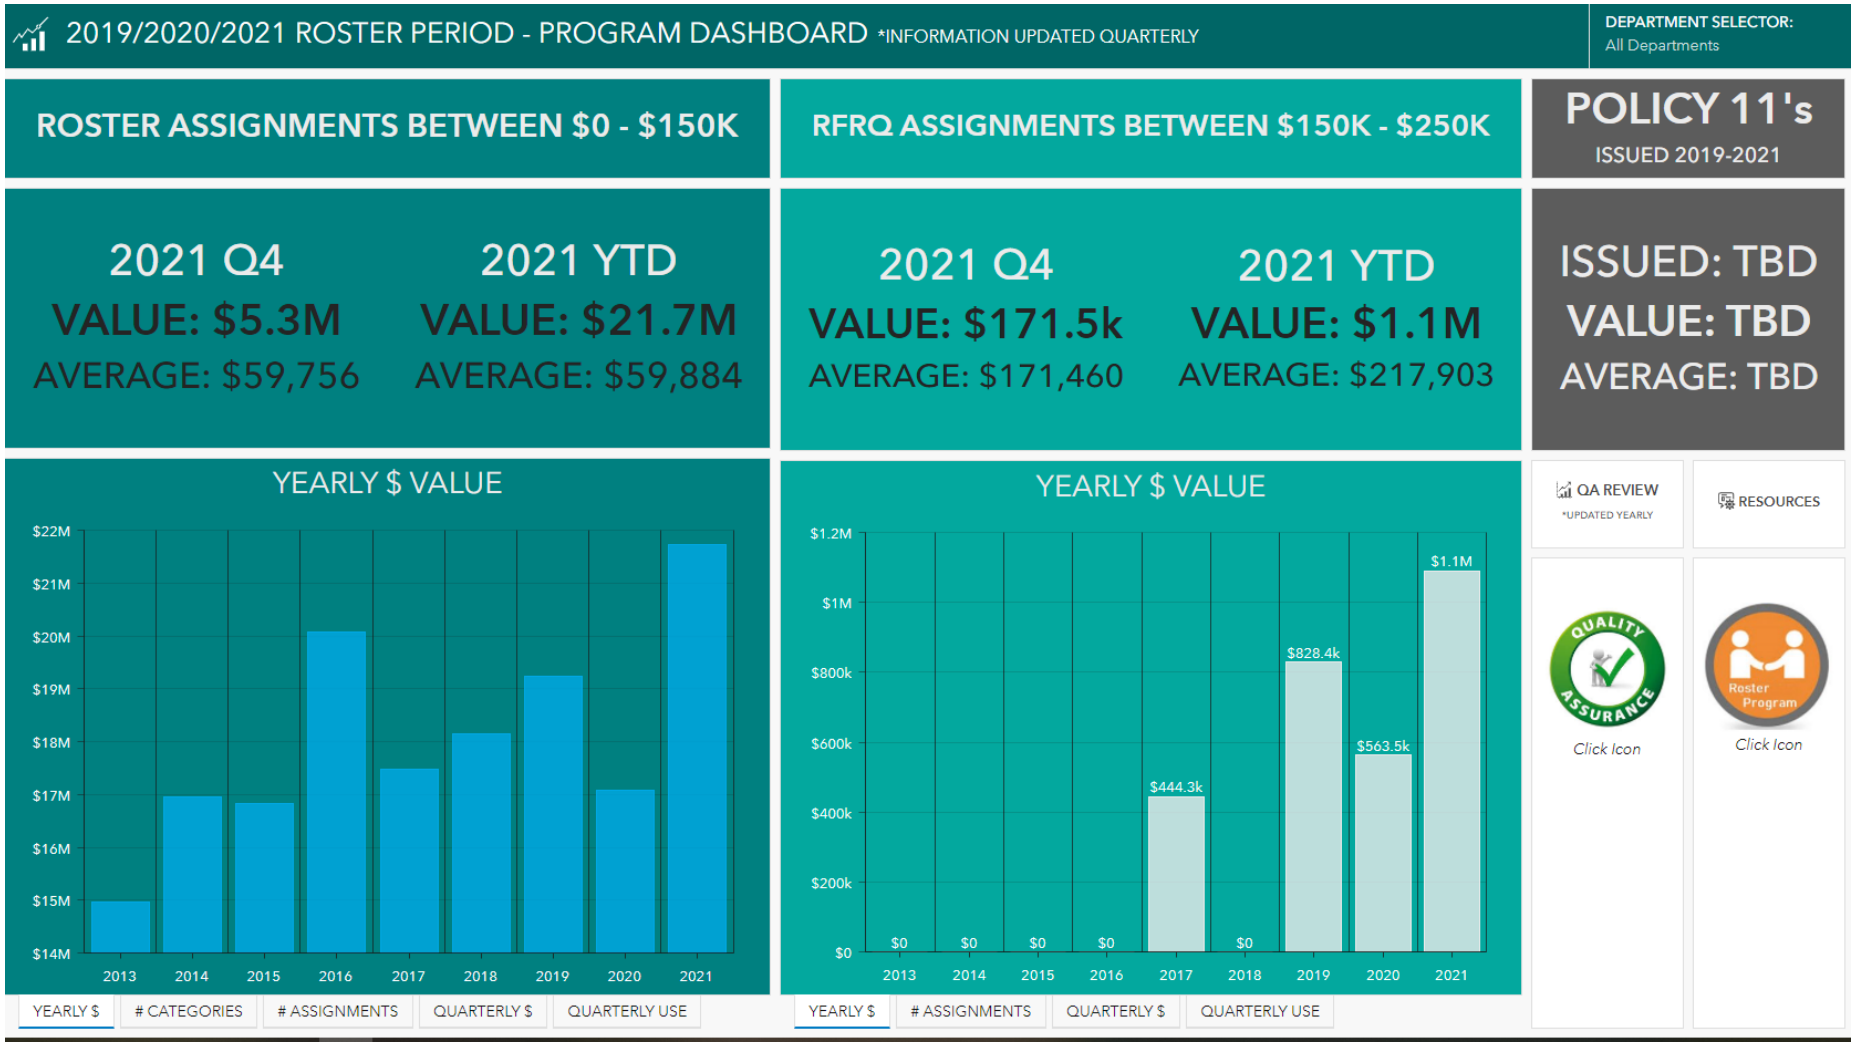 2019/2020/2021 ROSTER PERIOD - PROGRAM DASHBOARD *INFORMATION UPDATED QUARTERLY
DEPARTMENT SELECTOR:
All Departments
ROSTER ASSIGNMENTS BETWEEN $0 - $150K
RFRQ ASSIGNMENTS BETWEEN $150K - $250K
POLICY 11's
ISSUED 2019-2021
2021 Q4
VALUE: $5.3M
AVERAGE: $59,756
2021 YTD
VALUE: $21.7M
AVERAGE: $59,884
2021 Q4
VALUE: $171.5k
AVERAGE: $171,460
2021 YTD
VALUE: $1.1M
AVERAGE: $217,903
ISSUED: TBD
VALUE: TBD
AVERAGE: TBD
YEARLY $ VALUE
$22M
$21M
$20M
$19M
$18M
$17M
$16M
$15M
$14M
2013 2014 2015 2016 2017 2018 2019 2020 2021
YEARLY $ # CATEGORIES # ASSIGNMENTS QUARTERLY $ QUARTERLY USE
YEARLY $ VALUE
$1.2M
$1M
$800k
$600k
$400k
$200k
$0
$0 $0 $0 $0 $444.3k $0 $828.4k $563.5k $1.1M
2013 2014 2015 2016 2017 2018 2019 2020 2021
YEARLY $ # ASSIGNMENTS QUARTERLY $ QUARTERLY USE
QA REVIEW
*UPDATED YEARLY
RESOURCES
QUALITY
ASSURANCE
Click Icon
Roster
Program
Click Icon